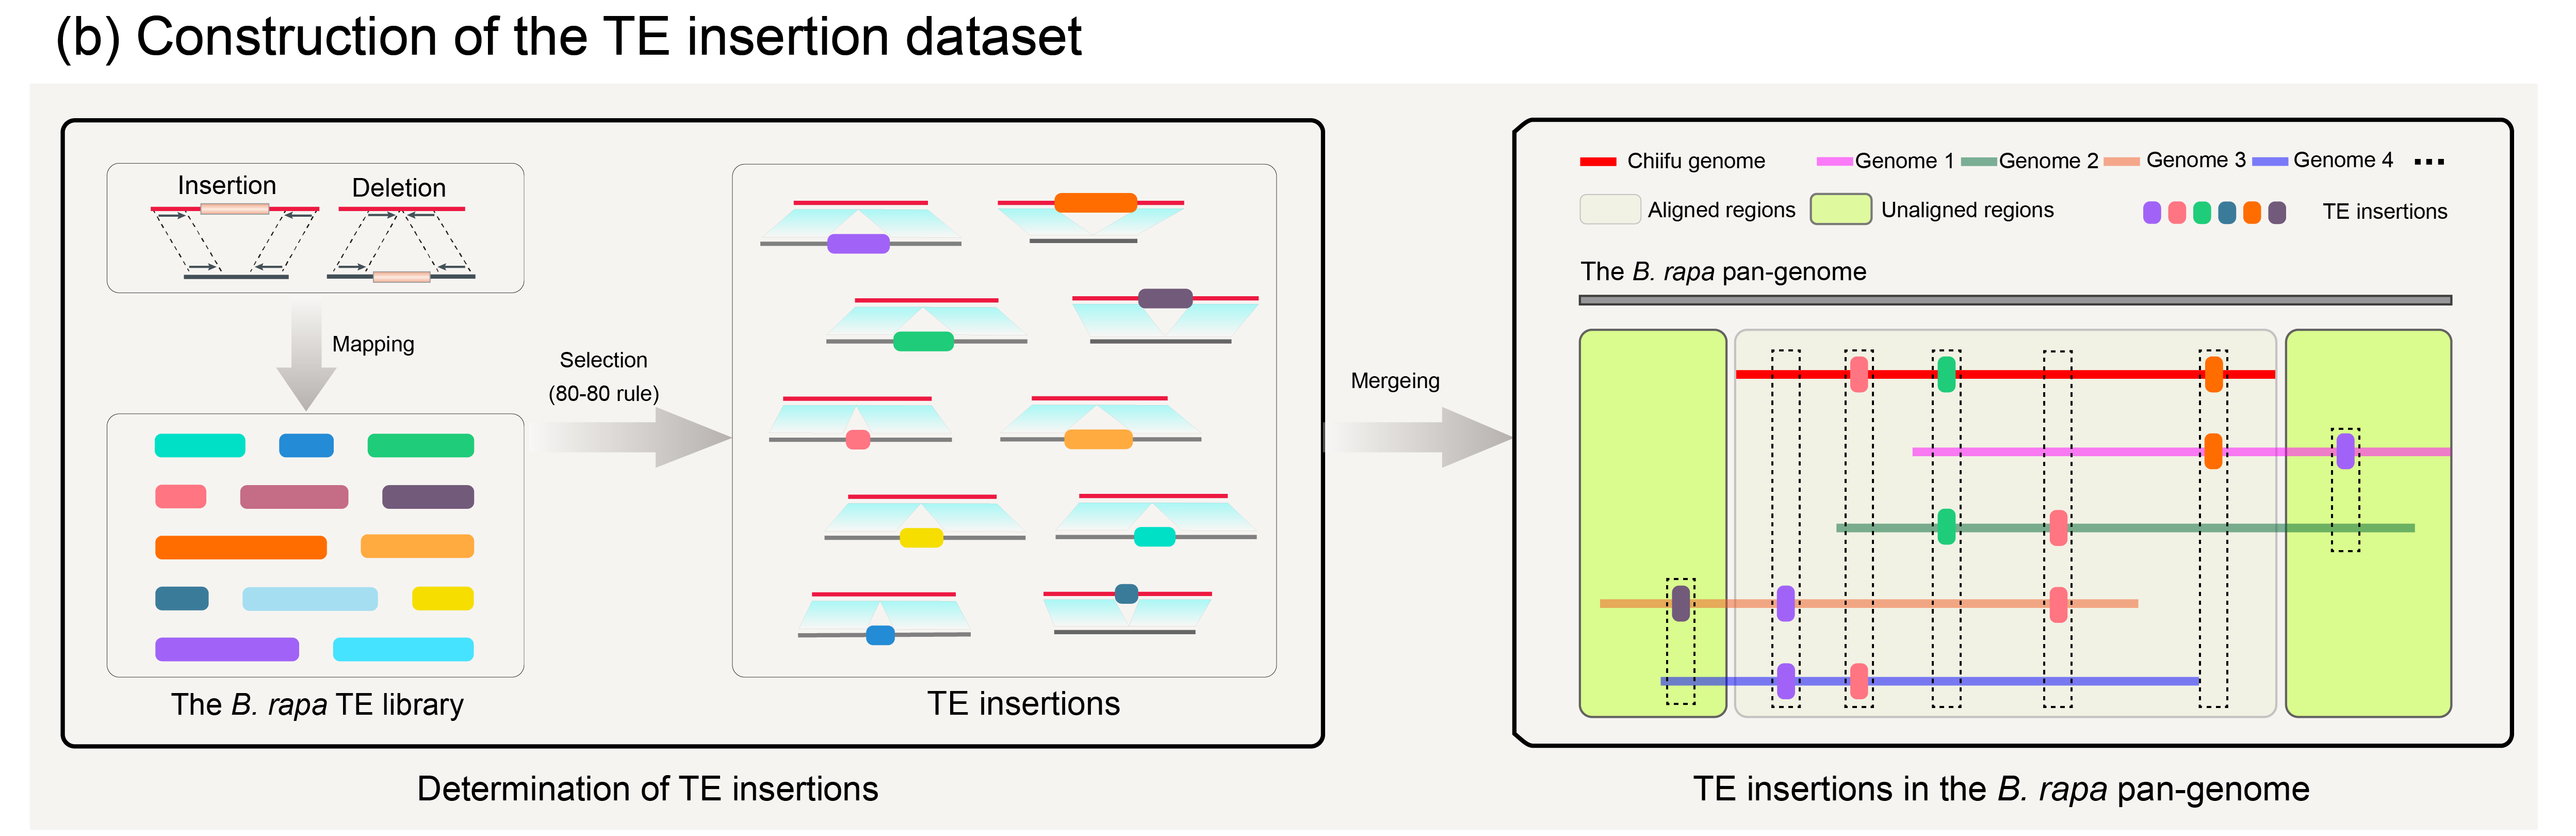 (b) Construction of the TE insertion dataset
Insertion
Deletion
Mapping
The B. rapa TE library
Selection
(80-80 rule)
TE insertions
Determination of TE insertions
Mergeing
Chiifu genome
Genome 1
Genome 2
Genome 3
Genome 4
...
Aligned regions
Unaligned regions
TE insertions
The B. rapa pan-genome
TE insertions in the B. rapa pan-genome